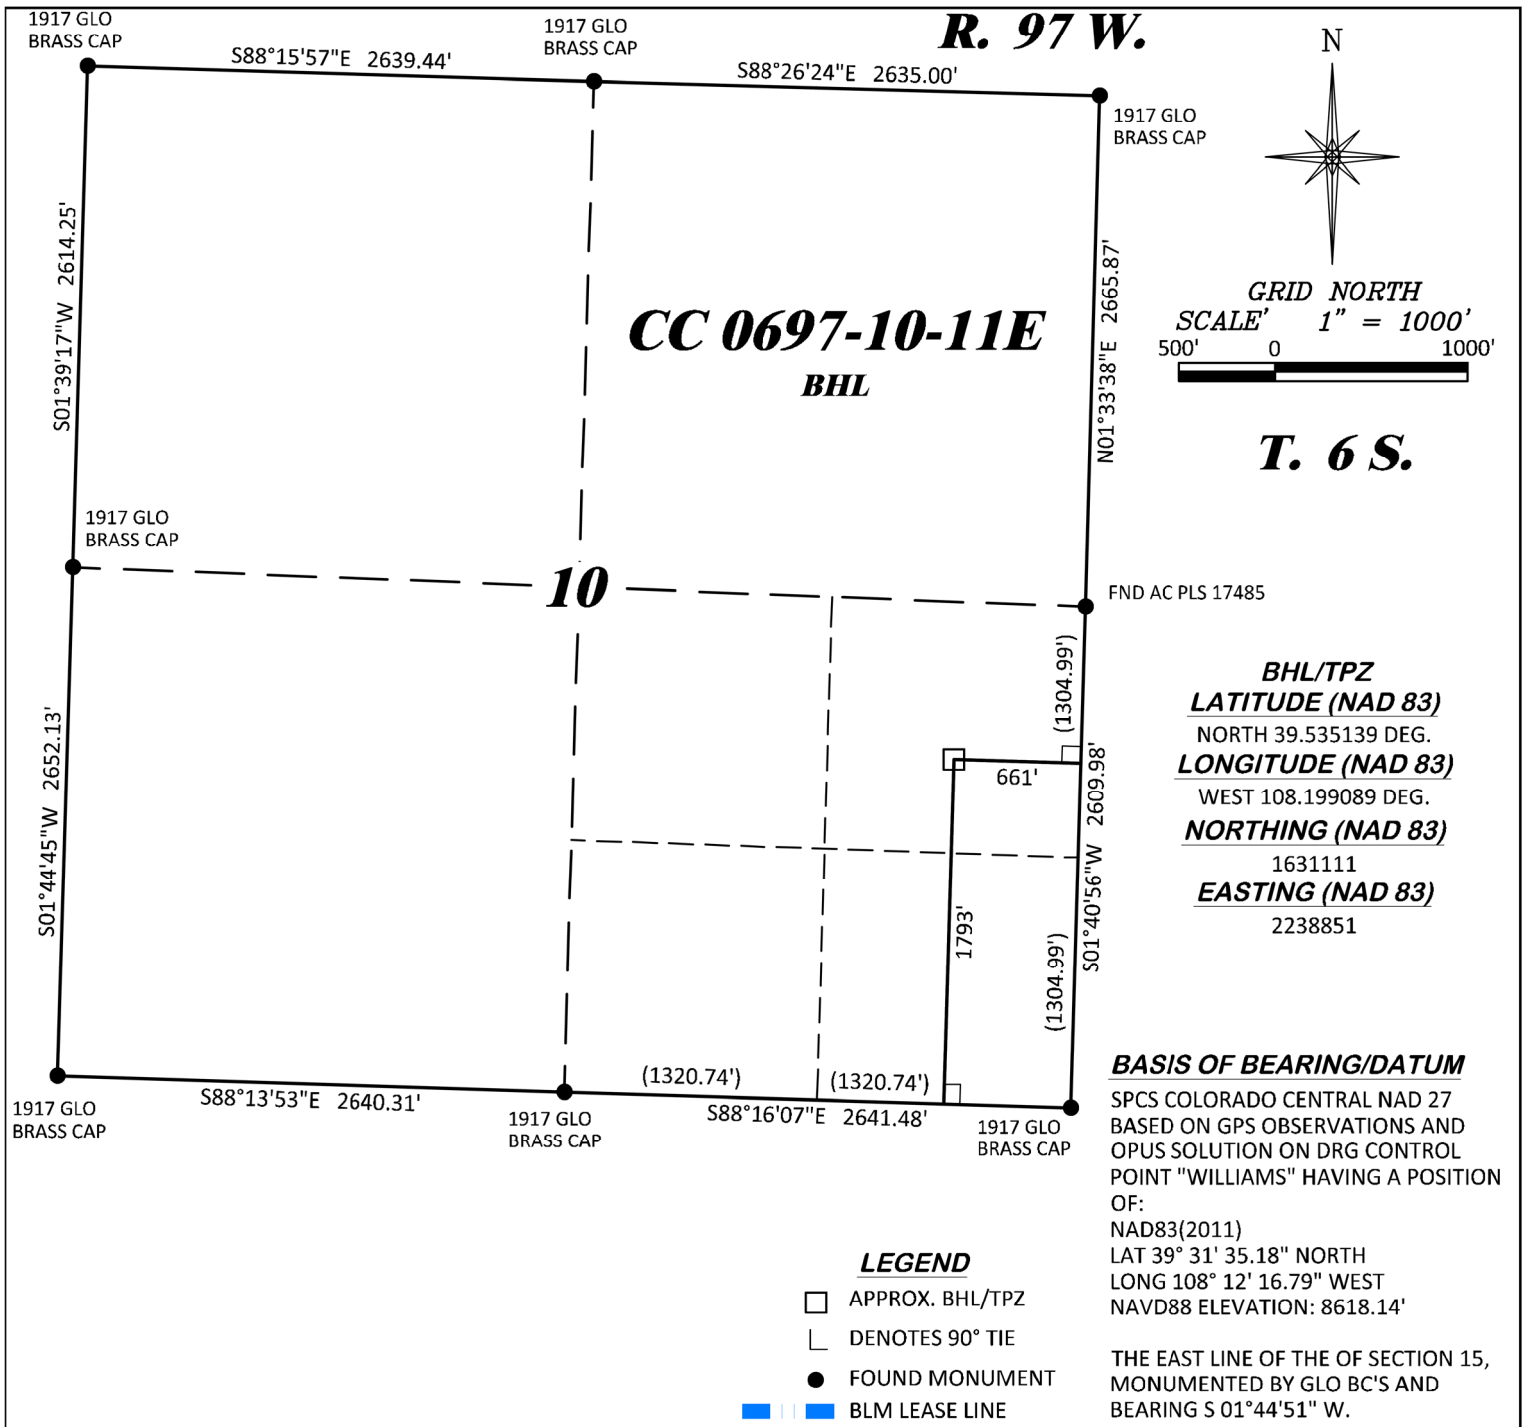 1917 GLO
BRASS CAP
S88°15'57"E 2639.44'
1917 GLO
BRASS CAP
S88°26'24"E 2635.00'
R. 97 W.
1917 GLO
BRASS CAP
N
S01°39'17"W 2614.25'
N01°33'38"E 2665.87'
CC 0697-10-11E
BHL
GRID NORTH
SCALE' 1" = 1000'
500' 0 1000'
T. 6 S.
1917 GLO
BRASS CAP
10
FND AC PLS 17485
(1304.99')
S01°44'45"W 2652.13'
661'
S01°40'56"W 2609.98'
1793'
(1304.99')
BHL/TPZ
LATITUDE (NAD 83)
NORTH 39.535139 DEG.
LONGITUDE (NAD 83)
WEST 108.199089 DEG.
NORTHING (NAD 83)
1631111
EASTING (NAD 83)
2238851
(1320.74')
(1320.74')
S88°13'53"E 2640.31'
S88°16'07"E 2641.48'
1917 GLO
BRASS CAP
1917 GLO
BRASS CAP
1917 GLO
BRASS CAP
BASIS OF BEARING/DATUM
SPCS COLORADO CENTRAL NAD 27
BASED ON GPS OBSERVATIONS AND
OPUS SOLUTION ON DRG CONTROL
POINT "WILLIAMS" HAVING A POSITION
OF:
NAD83(2011)
LAT 39° 31' 35.18" NORTH
LONG 108° 12' 16.79" WEST
NAVD88 ELEVATION: 8618.14'
THE EAST LINE OF THE OF SECTION 15,
MONUMENTED BY GLO BC'S AND
BEARING S 01°44'51" W.
LEGEND
APPROX. BHL/TPZ
DENOTES 90° TIE
FOUND MONUMENT
BLM LEASE LINE